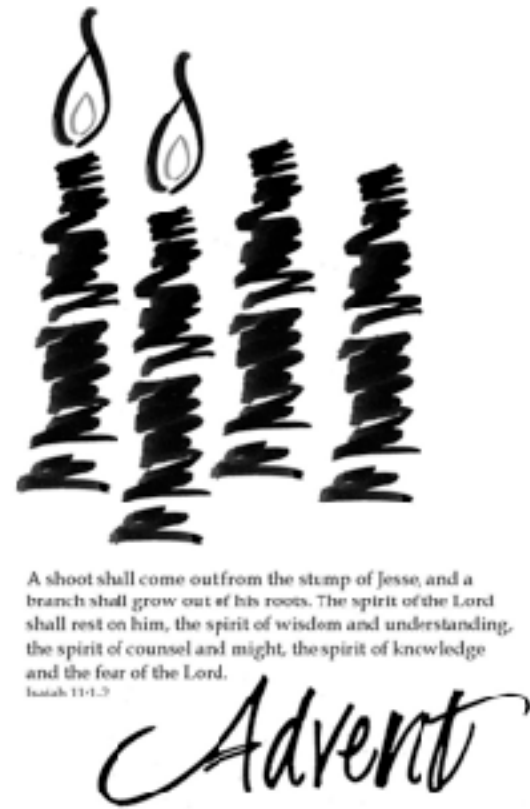 A shoot shall come out from the stump of Jesse, and a
branch shall grow out of his roots. The spirit of the Lord
shall rest on him, the spirit of wisdom and understanding,
the spirit of counsel and might, the spirit of knowledge
and the fear of the Lord.
Isaiah 11:1-2
Advent